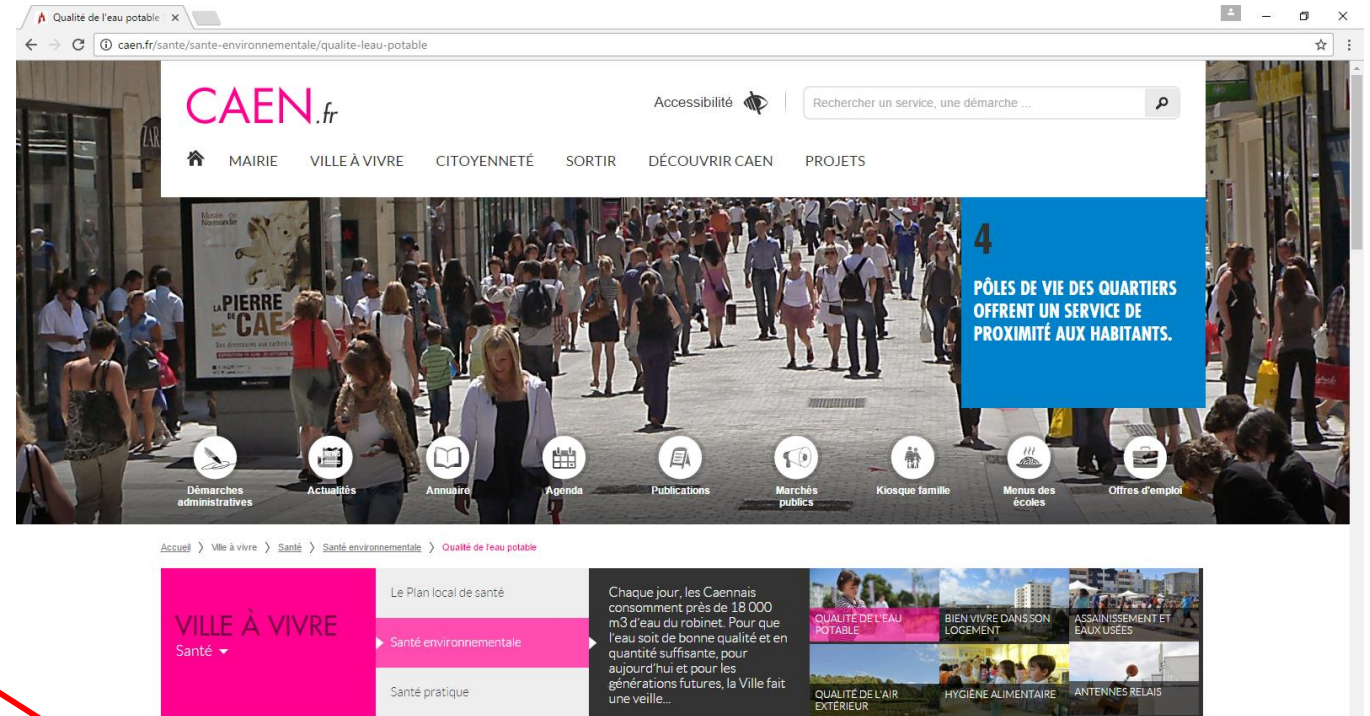 Qualité de l'eau potable
caen.fr/sante/sante-environnementale/qualite-leau-potable
CAEN.fr
Accessibilité
Rechercher un service, une démarche ...
MAIRIE VILLE À VIVRE CITOYENNETÉ SORTIR DÉCOUVRIR CAEN PROJETS
ZAR
Musée de
Normandie
LA PIERRE
DE CAE
4
PÔLES DE VIE DES QUARTIERS
OFFRENT UN SERVICE DE
PROXIMITÉ AUX HABITANTS.
NEWS
Démarches
administratives
Actualités
Annuaire
Agenda
Publications
Marchés
publics
Kiosque famille
Menus des
écoles
Offres d'emploi
Accueil > Ville à vivre > Santé > Santé environnementale > Qualité de l'eau potable
VILLE À VIVRE
Santé
Le Plan local de santé
Santé environnementale
Santé pratique
Chaque jour, les Caennais
consomment près de 18 000
m3 d'eau du robinet. Pour que
l'eau soit de bonne qualité et en
quantité suffisante, pour
aujourd'hui et pour les
générations futures, la Ville fait
une veille...
QUALITÉ DE L'EAU
POTABLE
BIEN VIVRE DANS SON
LOGEMENT
ASSAINISSEMENT ET
EAUX USÉES
QUALITÉ DE L'AIR
EXTÉRIEUR
HYGIÈNE ALIMENTAIRE
ANTENNES RELAIS